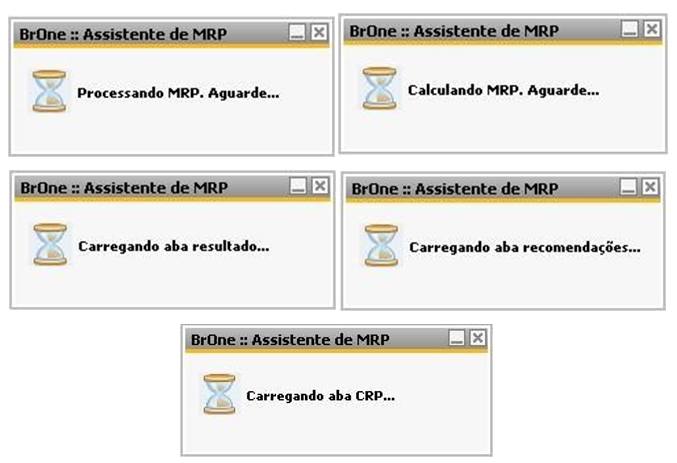 BrOne :: Assistente de MRP
Processando MRP. Aguarde...
BrOne :: Assistente de MRP
Calculando MRP. Aguarde...
BrOne :: Assistente de MRP
Carregando aba resultado...
BrOne :: Assistente de MRP
Carregando aba recomendações...
BrOne :: Assistente de MRP
Carregando aba CRP...